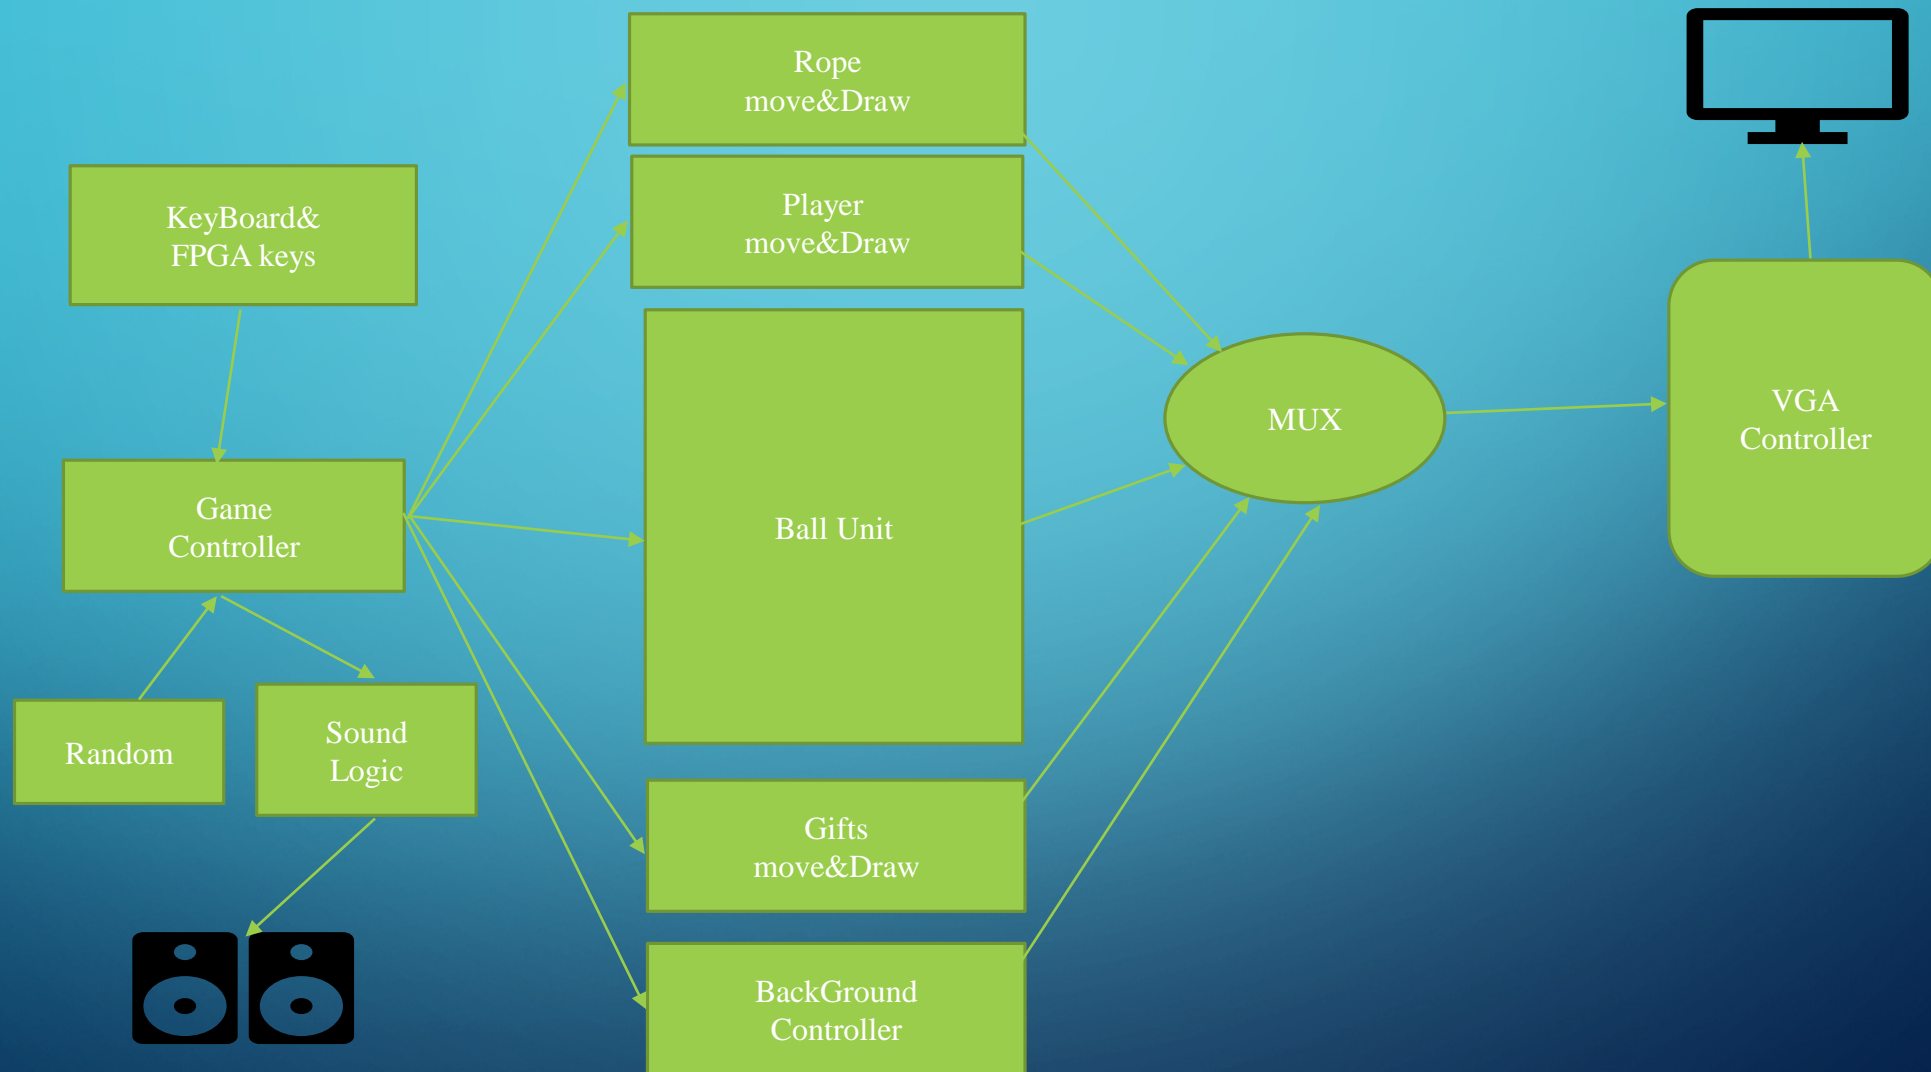 Rope
move&Draw
KeyBoard&
FPGA keys
Player
move&Draw
MUX
VGA
Controller
Game
Controller
Ball Unit
Random
Sound
Logic
Gifts
move&Draw
BackGround
Controller